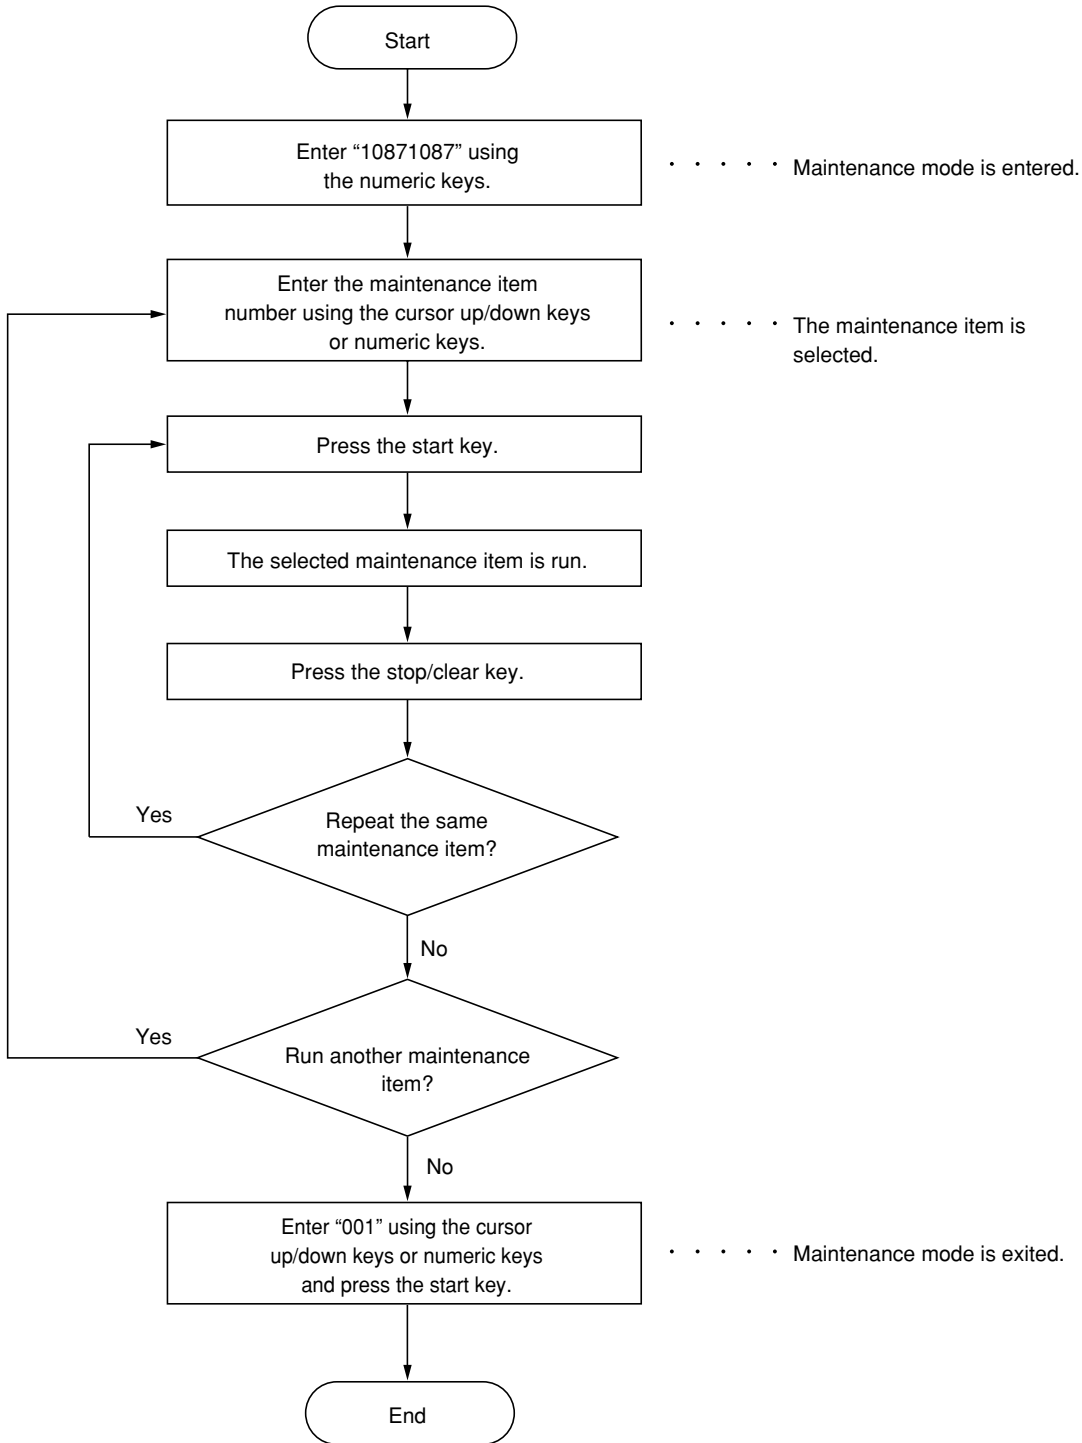 Start
Enter “10871087” using
the numeric keys.
Maintenance mode is entered.
Enter the maintenance item
number using the cursor up/down keys
or numeric keys.
The maintenance item is
selected.
Press the start key.
The selected maintenance item is run.
Press the stop/clear key.
Yes
Repeat the same
maintenance item?
No
Yes
Run another maintenance
item?
No
Enter “001” using the cursor
up/down keys or numeric keys
and press the start key.
Maintenance mode is exited.
End